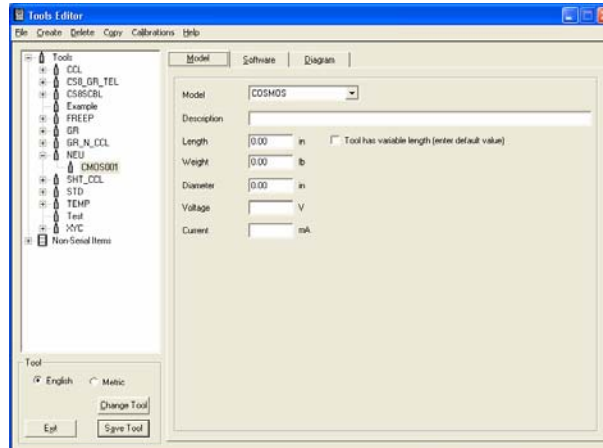 Tools Editor
File Create Delete Copy Calibrations Help
Tools
CCL
CSB_GR_TEL
CSBSCBL
Example
FREEP
GR
GR_N_CCL
NEU
CMOS001
SHT_CCL
STD
TEMP
Test
XYC
Non-Serial Items
Model Software Diagram
Model COSMOS
Description
Length 0.00 in Tool has variable length (enter default value)
Weight 0.00 lb
Diameter 0.00 in
Voltage V
Current mA
Tool
English Metric
Change Tool
Exit Save Tool